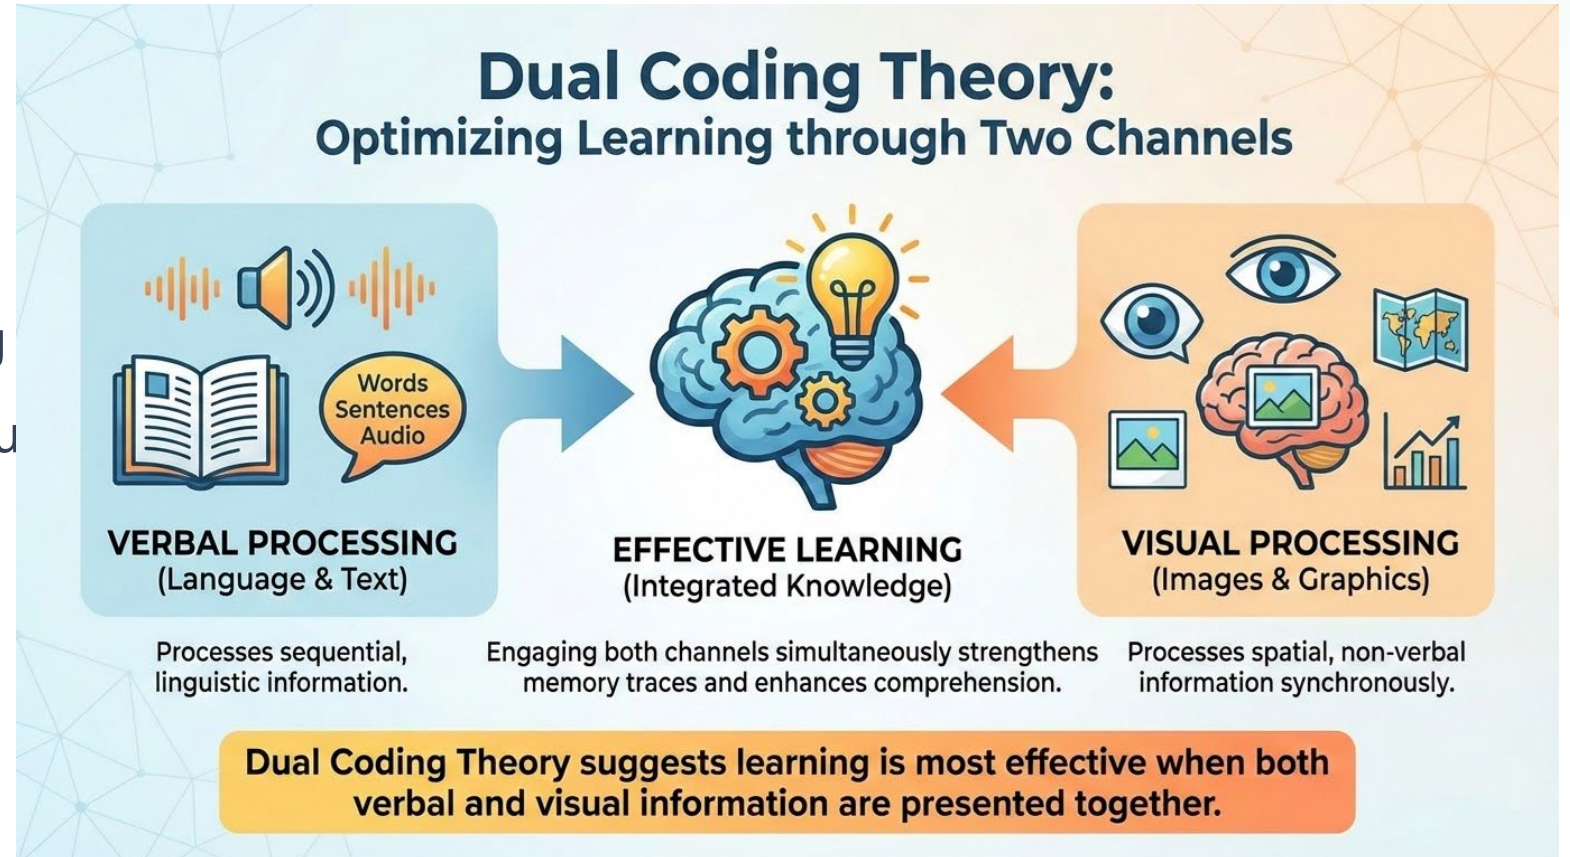 Dual Coding Theory:
Optimizing Learning through Two Channels
g
u
Words
Sentences
Audio
VERBAL PROCESSING
(Language & Text)
Processes sequential,
linguistic information.
EFFECTIVE LEARNING
(Integrated Knowledge)
Engaging both channels simultaneously strengthens
memory traces and enhances comprehension.
VISUAL PROCESSING
(Images & Graphics)
Processes spatial, non-verbal
information synchronously.
Dual Coding Theory suggests learning is most effective when both
verbal and visual information are presented together.